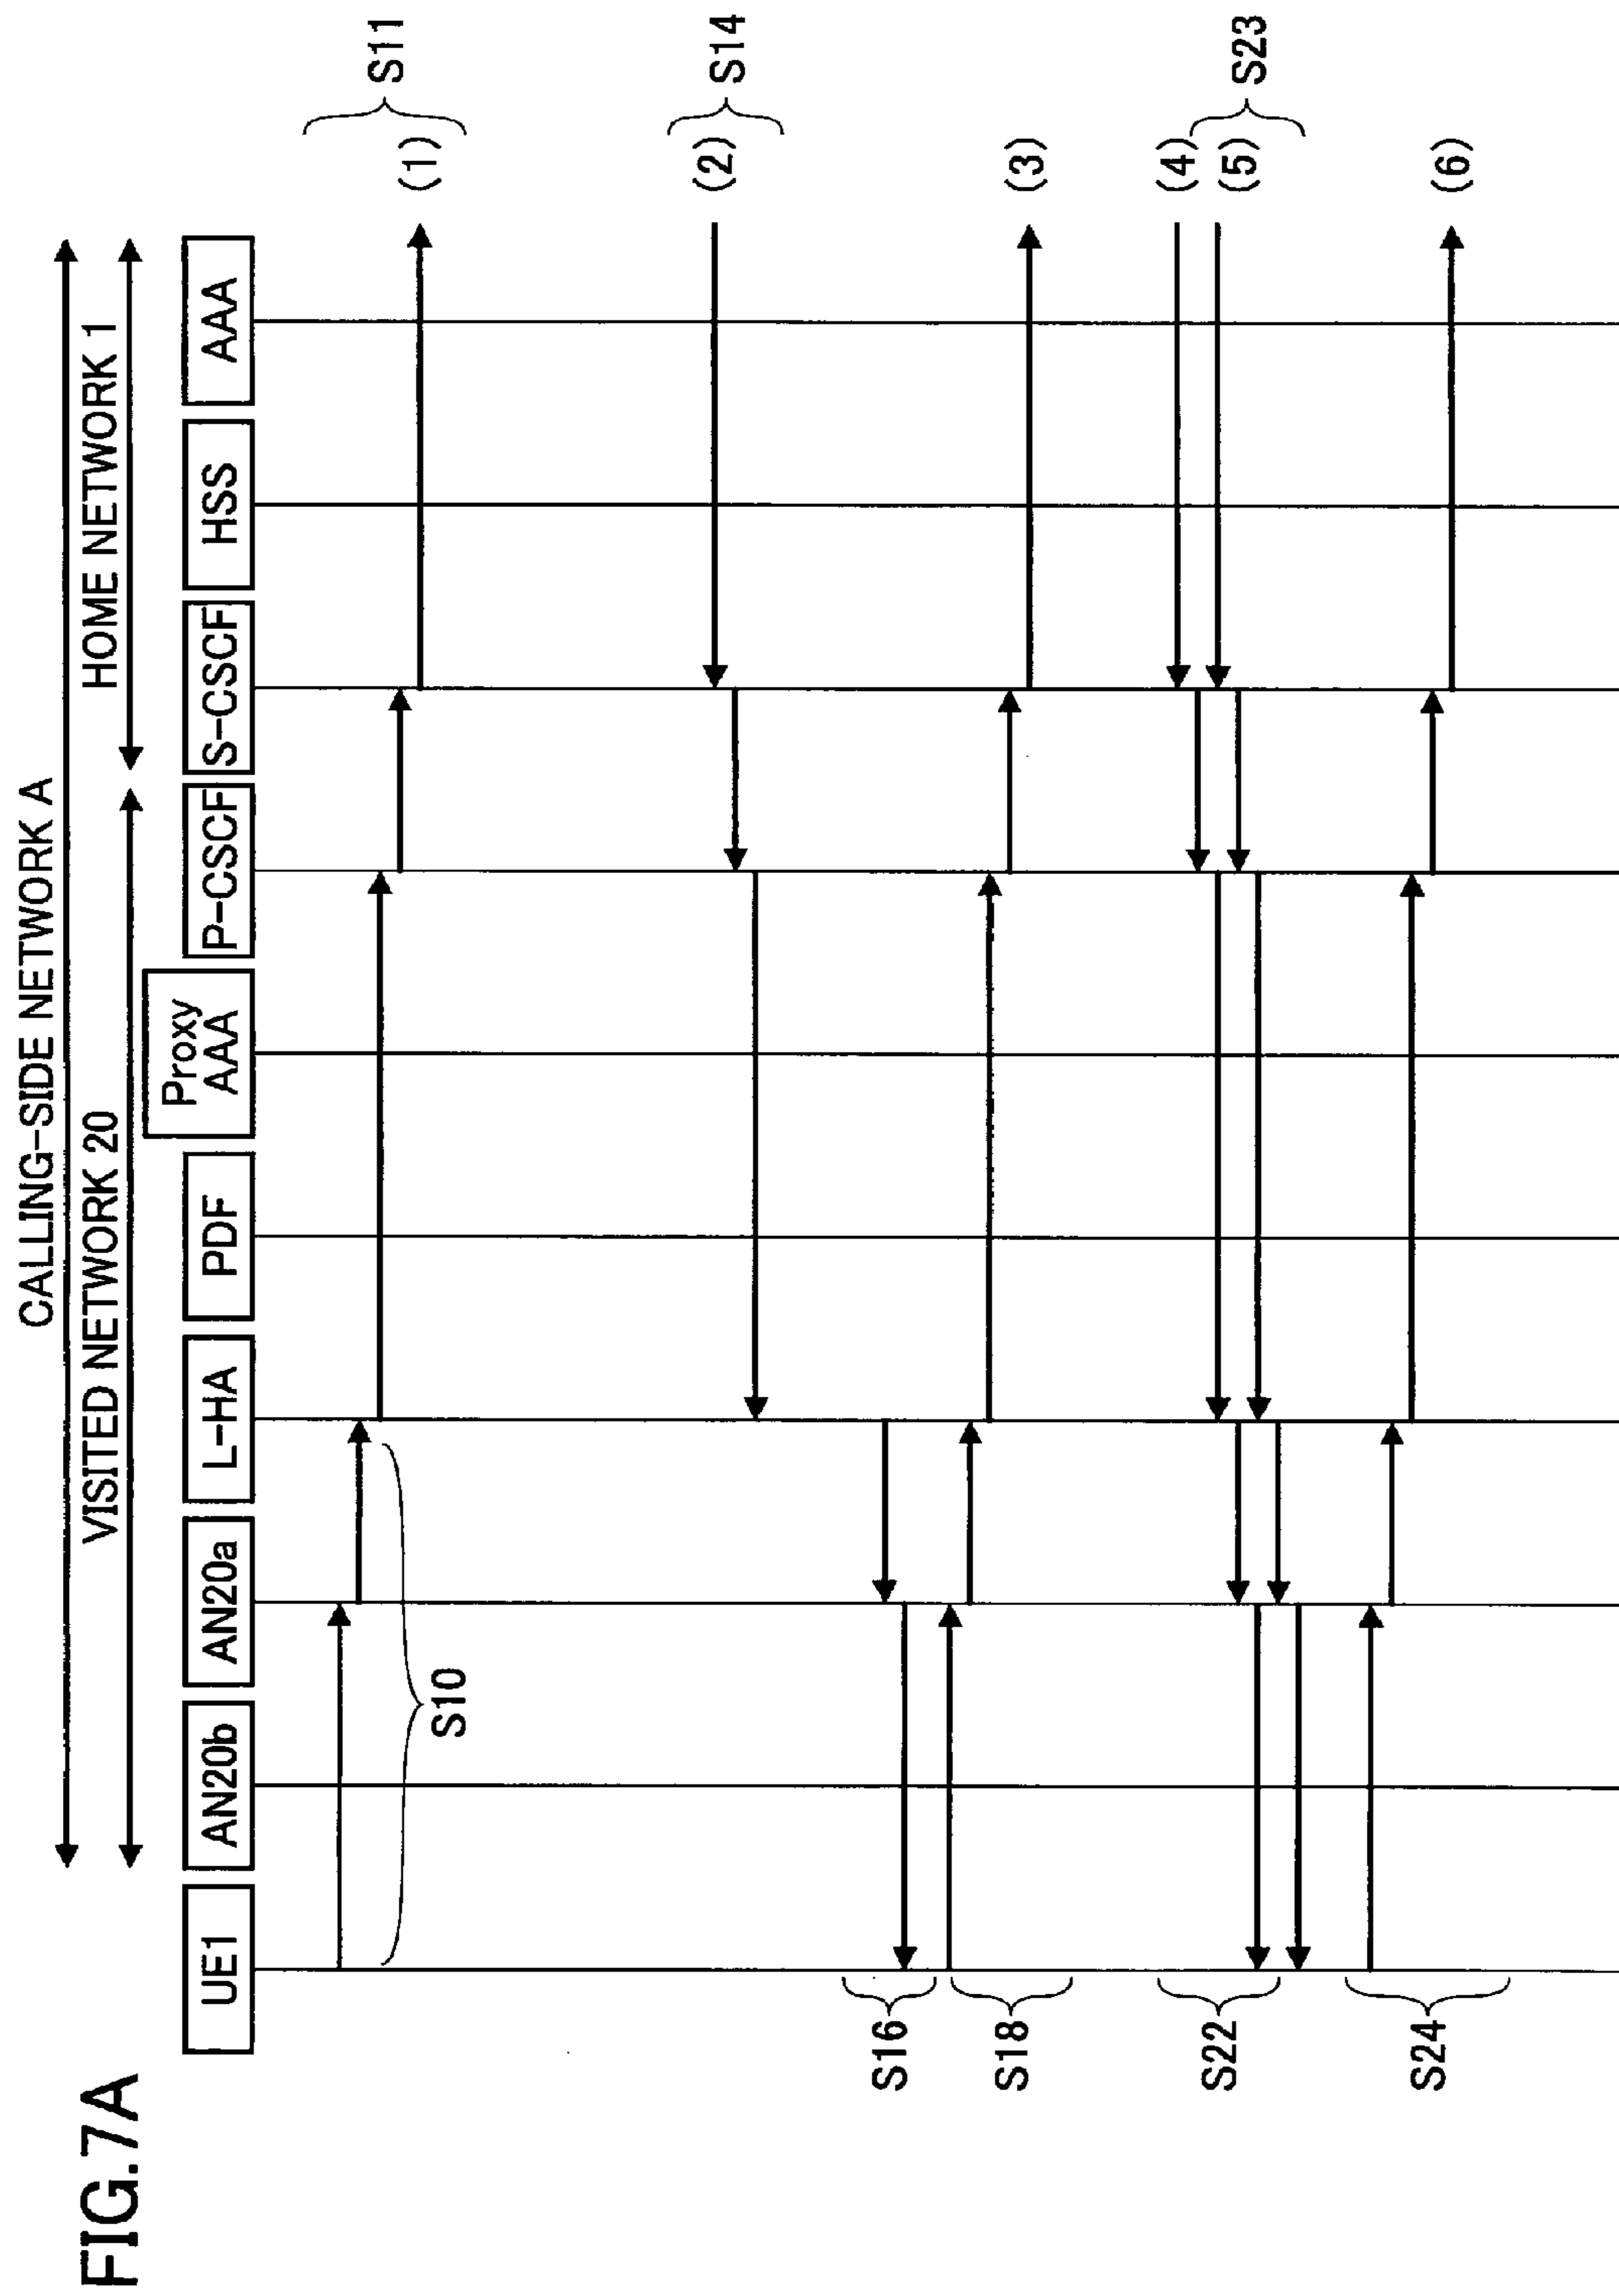 FIG.7A
CALLING-SIDE NETWORK A
VISITED NETWORK 20
HOME NETWORK 1
UE1
AN20b
AN20a
L-HA
PDF
Proxy
AAA
P-CSCF
S-CSCF
HSS
AAA
S10
(1)
S11
(2)
S14
S16
S18
(3)
S22
(4)
(5)
S23
S24
(6)